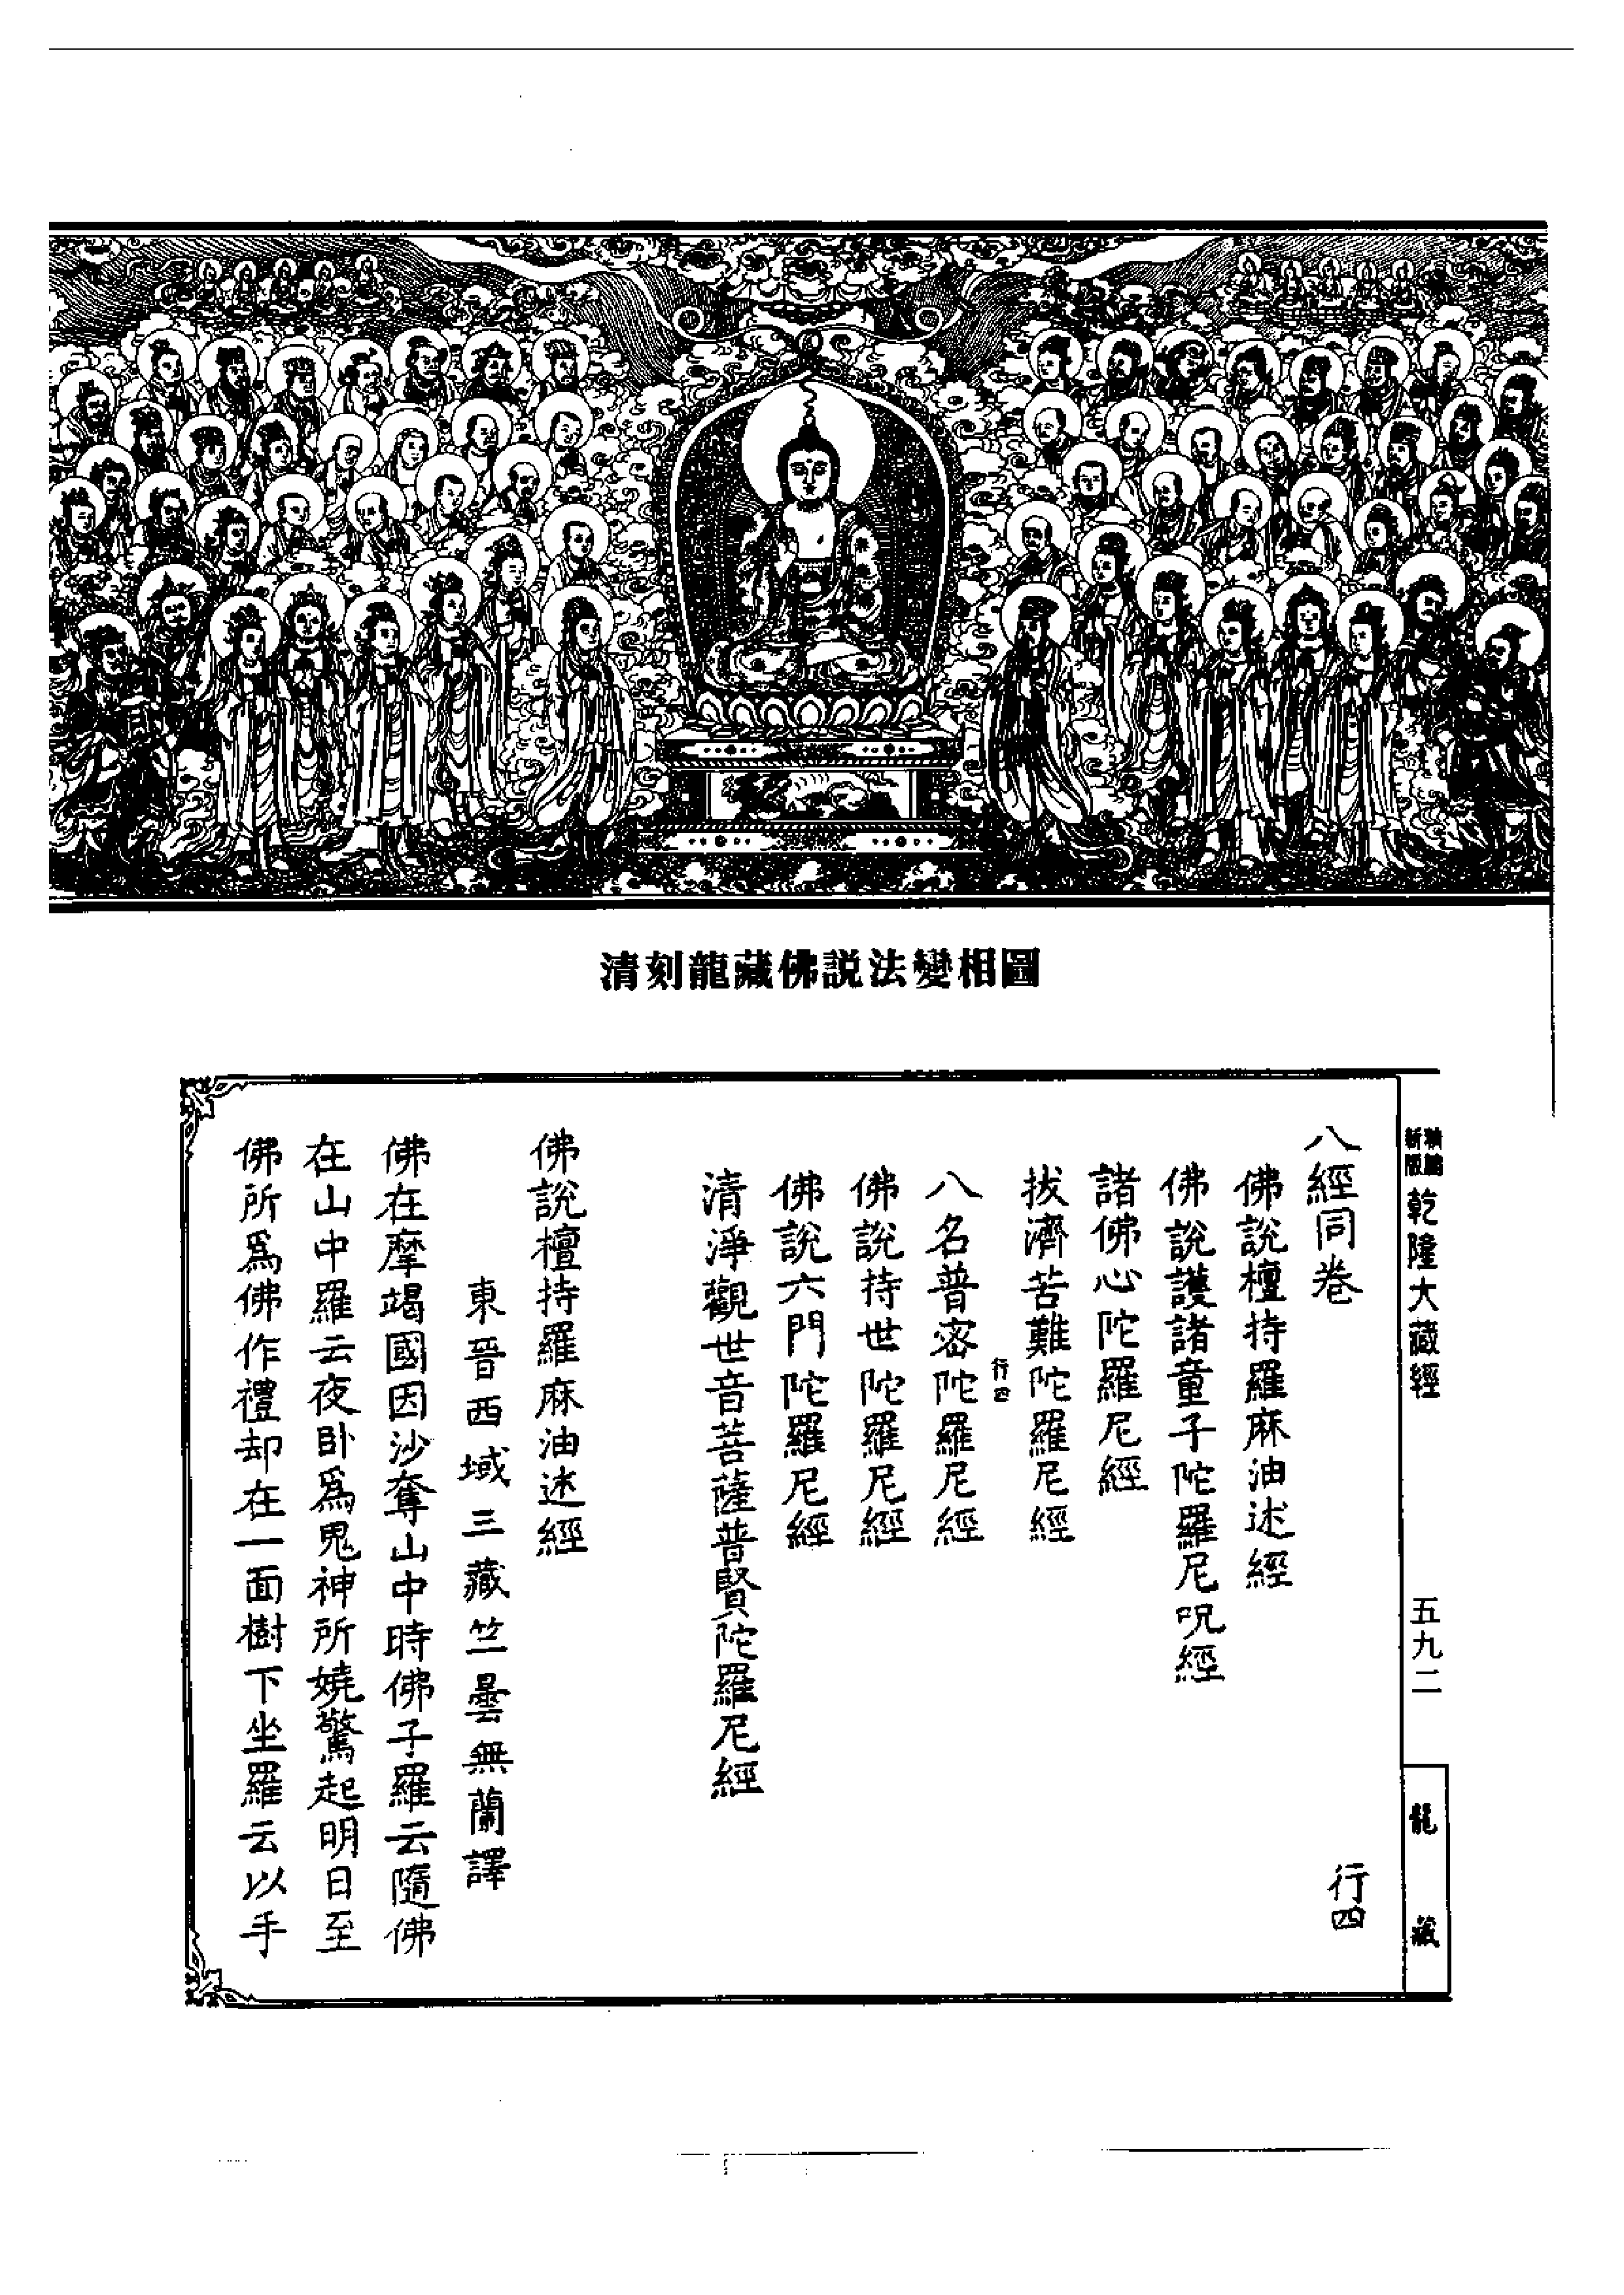 清刻龍藏佛説法變相圖
新版
乾隆大藏經
五九二
龍藏
八經同卷
行四
佛說檀持羅麻油述經
佛說護諸童子陀羅尼呪經
諸佛心陀羅尼經
拔濟苦難陀羅尼經
行四
八名普密陀羅尼經
佛說持世陀羅尼經
佛說六門陀羅尼經
清淨觀世音菩薩普賢陀羅尼經
佛說檀持羅麻油述經
東晉西域三藏竺曇無蘭譯
佛在摩竭國因沙奪山中時佛子羅云隨佛
在山中羅云夜卧爲鬼神所嬈驚起明日至
佛所爲佛作禮却在一面樹下坐羅云以手